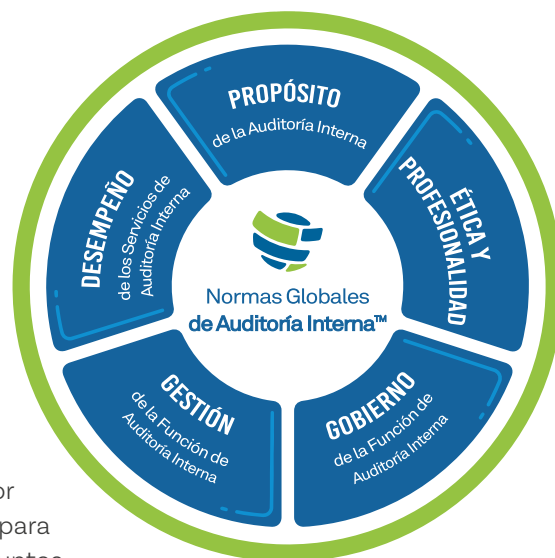 PROPÓSITO
de la Auditoría Interna
ÉTICA Y
PROFESIONALIDAD
GOBIERNO
de la Función de
Auditoría Interna
GESTIÓN
de la Función de
Auditoría Interna
DESEMPEÑO
de los Servicios de
Auditoría Interna
Normas Globales
de Auditoría Interna™
or
para